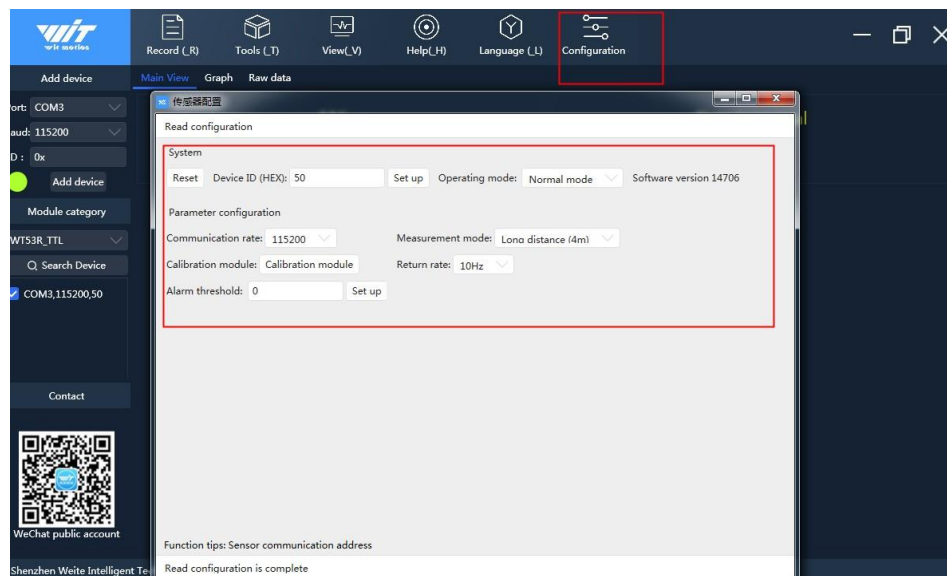 WIT
wit motion
Record (_R)
Tools (_T)
View(_V)
Help(_H)
Language (_L)
Configuration
Add device
Main View Graph Raw data
ort: COM3
aud: 115200
D : 0x
Add device
Module category
WT53R_TTL
Search Device
COM3,115200,50
Contact
WeChat public account
Shenzhen Weite Intelligent Te
传感器配置
Read configuration
System
Reset Device ID (HEX): 50 Set up Operating mode: Normal mode Software version 14706
Parameter configuration
Communication rate: 115200 Measurement mode: Long distance (4m)
Calibration module: Calibration module Return rate: 10Hz
Alarm threshold: 0 Set up
Function tips: Sensor communication address
Read configuration is complete